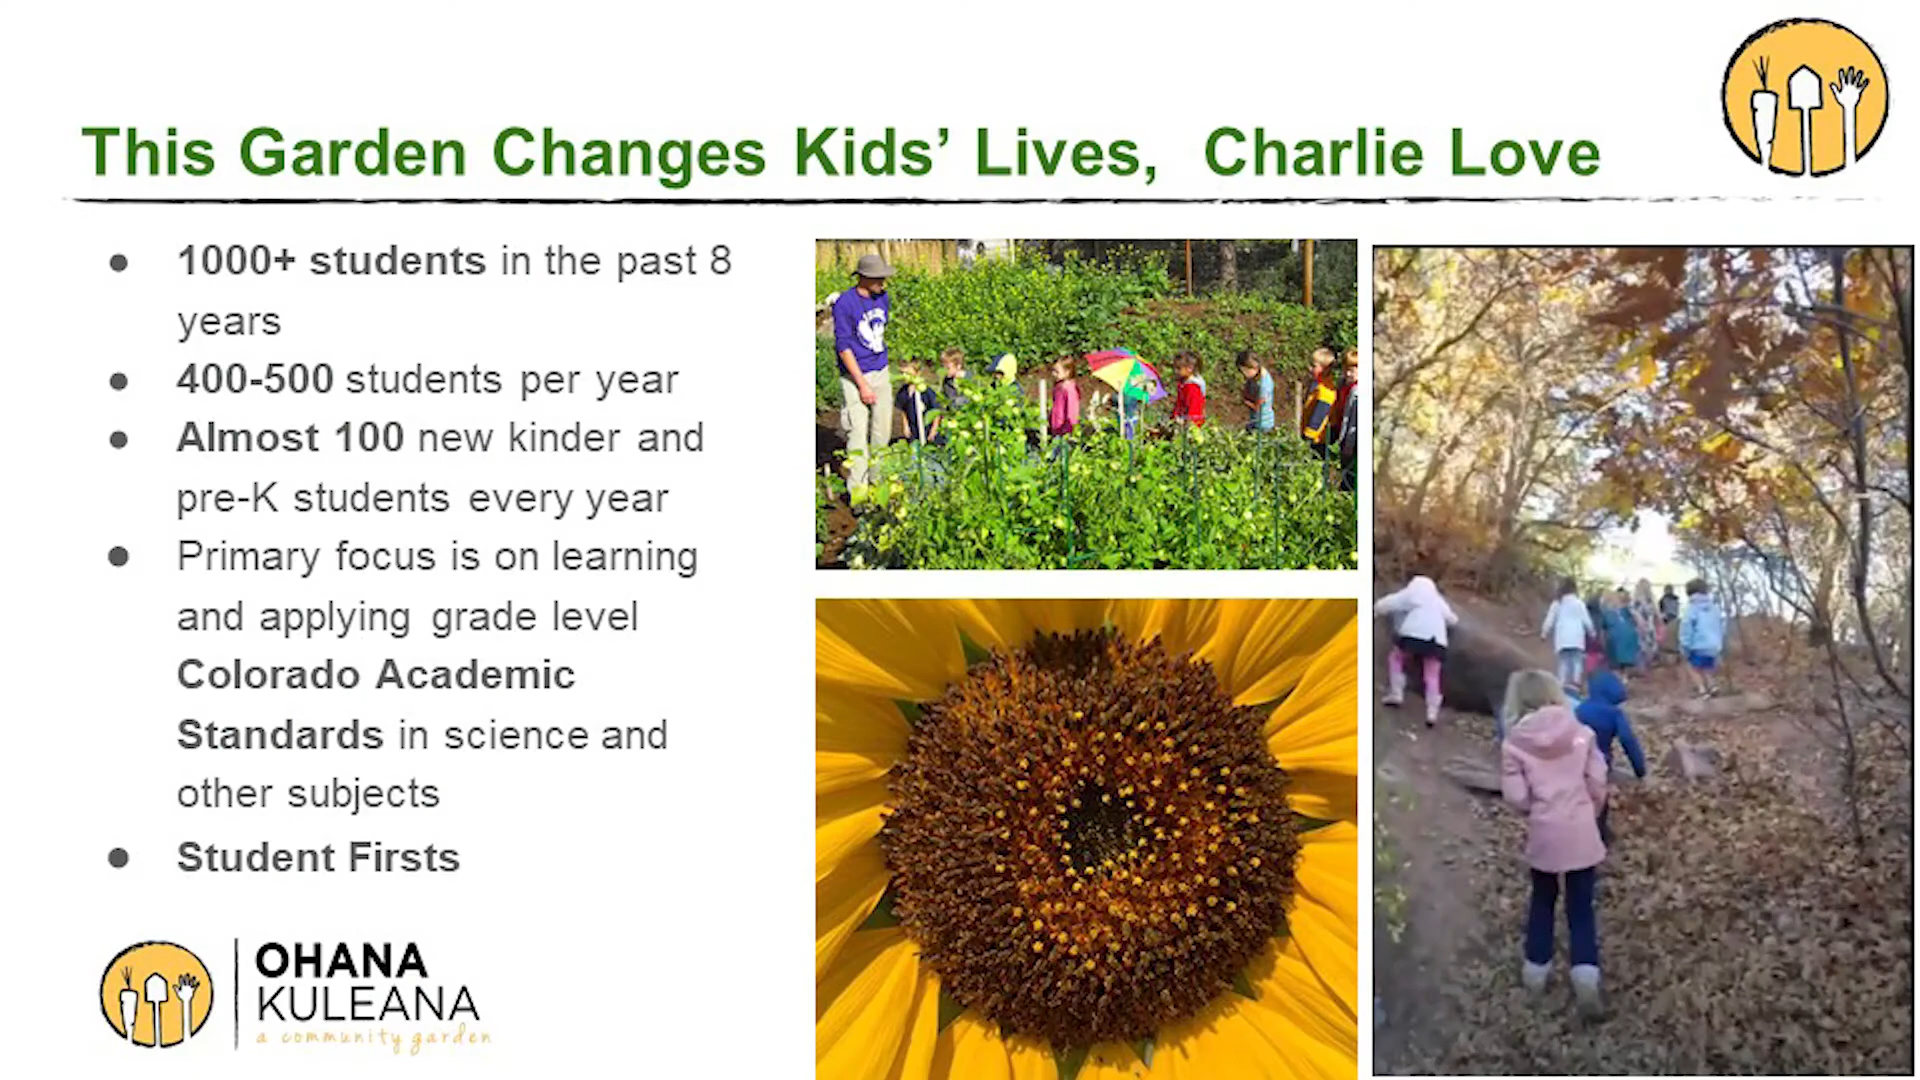 This Garden Changes Kids’ Lives, Charlie Love
● 1000+ students in the past 8
years
● 400-500 students per year
● Almost 100 new kinder and
pre-K students every year
● Primary focus is on learning
and applying grade level
Colorado Academic
Standards in science and
other subjects
● Student Firsts
OHANA
KULEANA
a community garden